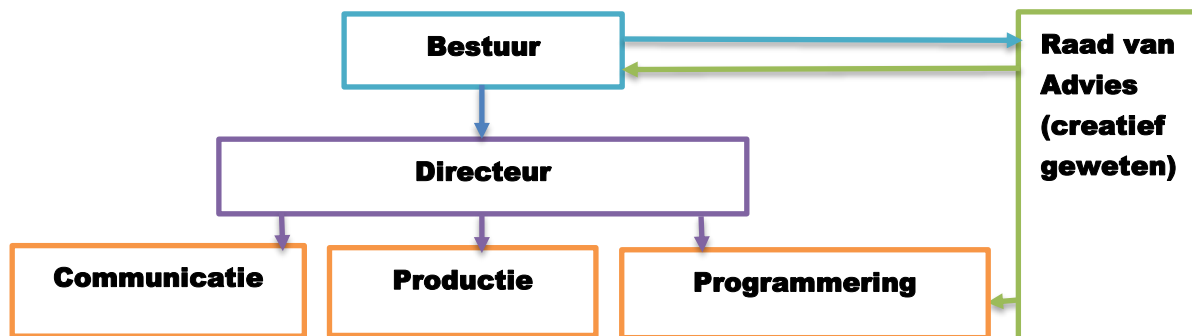 Bestuur
Raad van
Advies
(creatief
geweten)
Directeur
Communicatie
Productie
Programmering